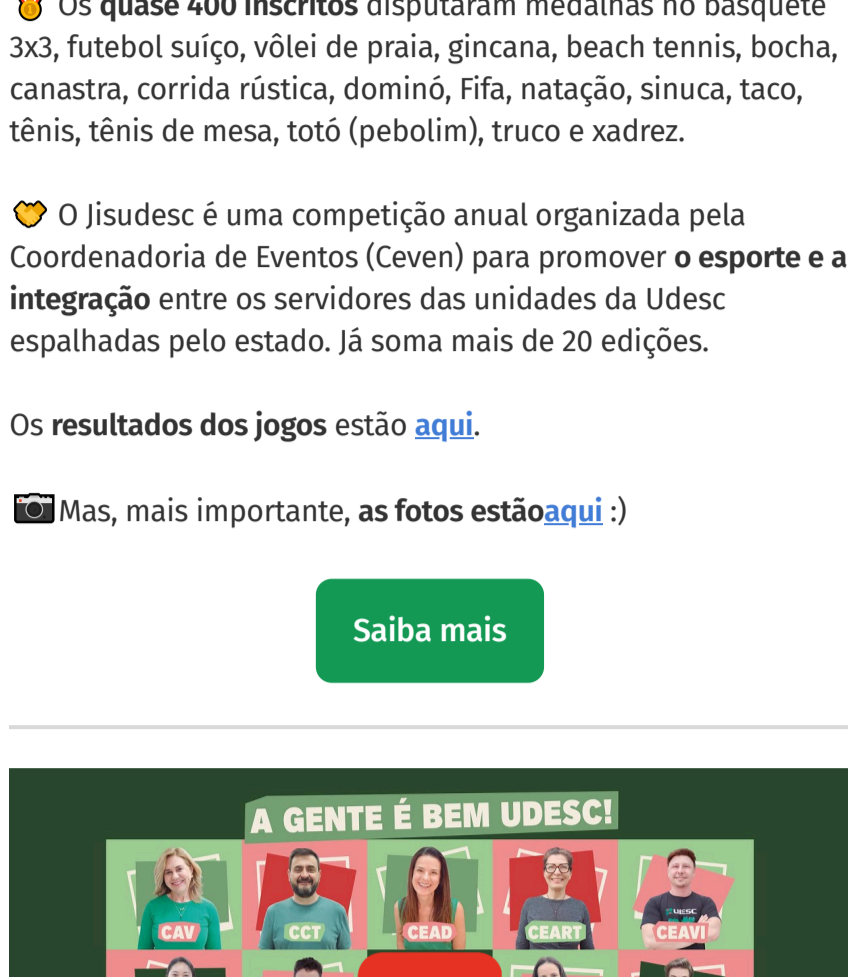 Os quase 400 inscritos disputaram medalhas no basquete
3x3, futebol suíço, vôlei de praia, gincana, beach tennis, bocha,
canastra, corrida rústica, dominó, Fifa, natação, sinuca, taco,
tênis, tênis de mesa, totó (pebolim), truco e xadrez.
O Jisudesc é uma competição anual organizada pela
Coordenadoria de Eventos (Ceven) para promover o esporte e a
integração entre os servidores das unidades da Udesc
espalhadas pelo estado. Já soma mais de 20 edições.
Os resultados dos jogos estão aqui.
Mas, mais importante, as fotos estãoaqui :)
Saiba mais
A GENTE É BEM UDESC!
CAV CCT CEAD CEART CEAVI
UDESC